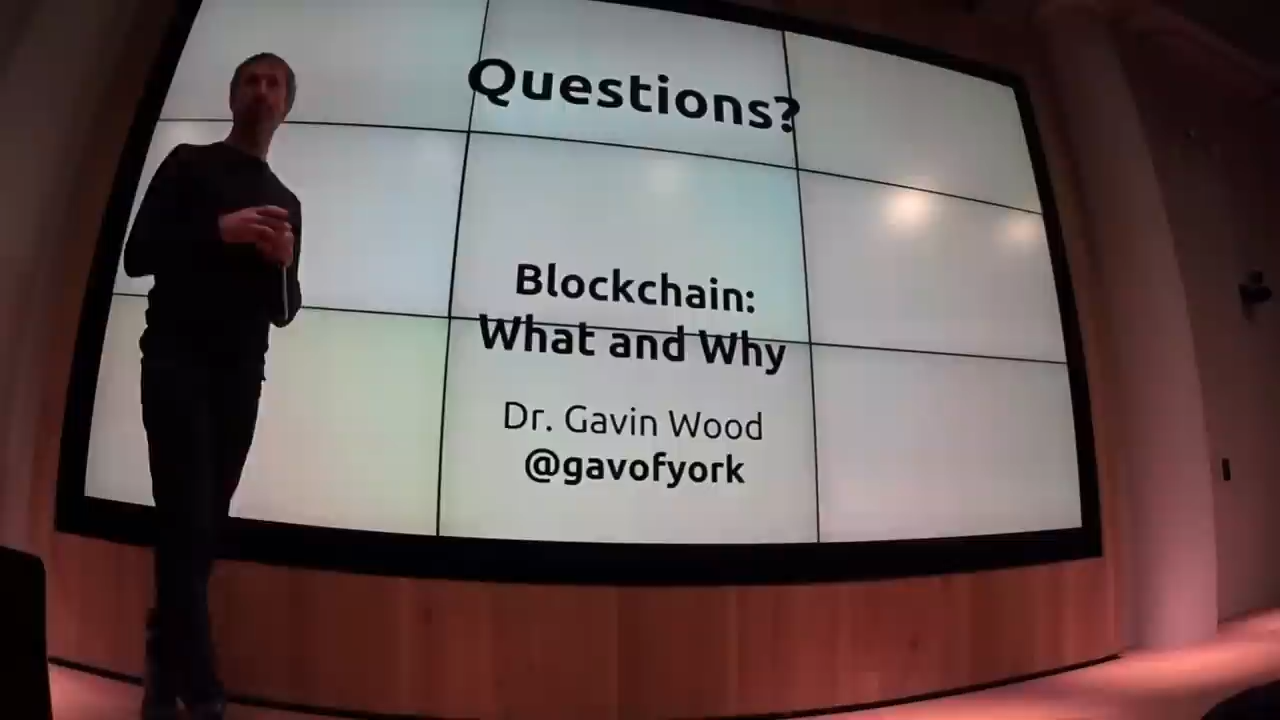 Questions?
Blockchain:
What and Why
Dr. Gavin Wood
@gavofyork